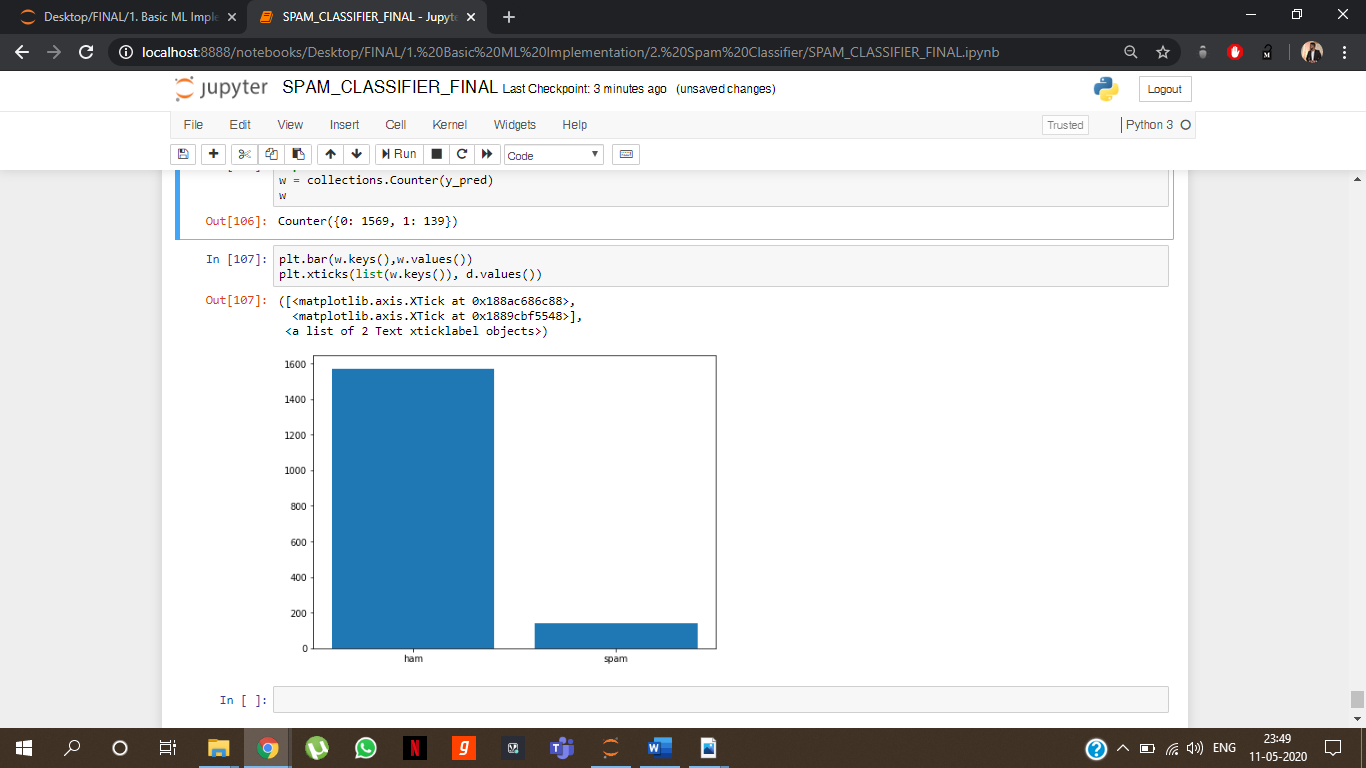 Desktop/FINAL/1. Basic ML Imple
SPAM_CLASSIFIER_FINAL - Jupyte
localhost:8888/notebooks/Desktop/FINAL/1.%20Basic%20ML%20Implementation/2.%20Spam%20Classifier/SPAM_CLASSIFIER_FINAL.ipynb
jupyter SPAM_CLASSIFIER_FINAL Last Checkpoint: 3 minutes ago (unsaved changes)
Logout
File Edit View Insert Cell Kernel Widgets Help
Trusted
Python 3
Run
Code
w = collections.Counter(y_pred)
w
Out[106]: Counter({0: 1569, 1: 139})
In [107]: plt.bar(w.keys(),w.values())
plt.xticks(list(w.keys()), d.values())
Out[107]: ([<matplotlib.axis.XTick at 0x188ac686c88>,
<matplotlib.axis.XTick at 0x1889cbf5548>],
<a list of 2 Text xticklabel objects>)
1600
1400
1200
1000
800
600
400
200
0
ham spam
In [ ]:
ENG
23:49
11-05-2020